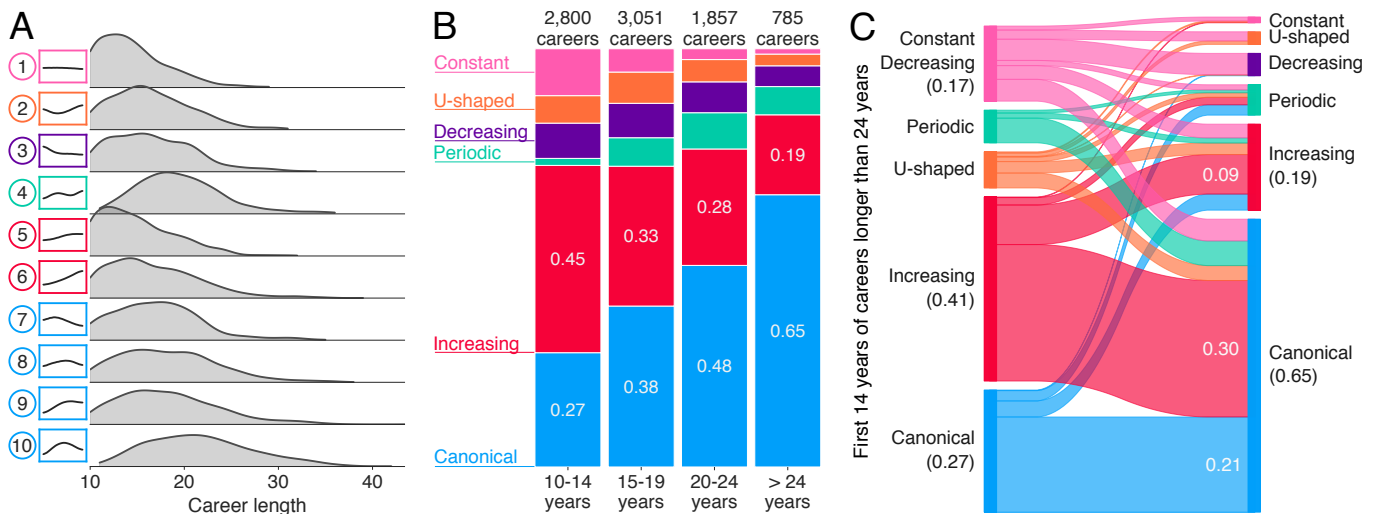 A
1
2
3
4
5
6
7
8
9
10
10 20 30 40
Career length
B
2,800 3,051 1,857 785
careers careers careers careers
Constant
U-shaped
Decreasing
Periodic
Increasing
Canonical
0.45
0.27
0.33
0.38
0.28
0.48
0.19
0.65
10-14 15-19 20-24 > 24
years years years years
C
First 14 years of careers longer than 24 years
Constant
Decreasing
(0.17)
Periodic
U-shaped
Increasing
(0.41)
Canonical
(0.27)
0.09
0.30
0.21
Constant
U-shaped
Decreasing
Periodic
Increasing
(0.19)
Canonical
(0.65)